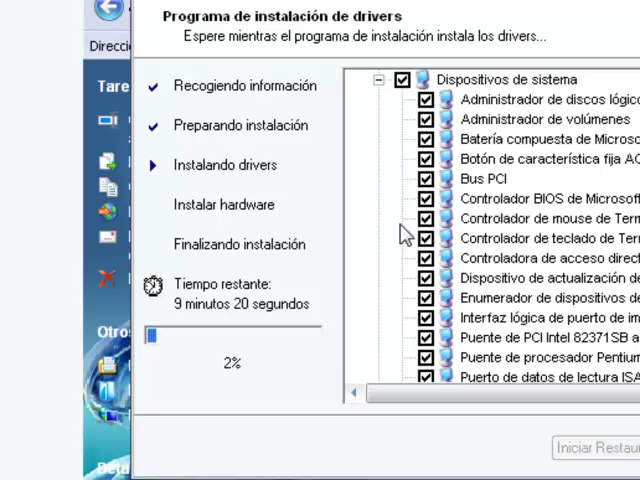 Programa de instalación de drivers
Espere mientras el programa de instalación instala los drivers...
Direcci
Tare
Recogiendo información
Preparando instalación
Instalando drivers
Instalar hardware
Finalizando instalación
Tiempo restante:
9 minutos 20 segundos
2%
Otros
Dispositivos de sistema
Administrador de discos lógico
Administrador de volúmenes
Batería compuesta de Microso
Botón de característica fija AC
Bus PCI
Controlador BIOS de Microsoft
Controlador de mouse de Term
Controlador de teclado de Term
Controladora de acceso direct
Dispositivo de actualización de
Enumerador de dispositivos de
Interfaz lógica de puerto de im
Puente de PCI Intel 82371SB a
Puente de procesador Pentium
Puerto de datos de lectura ISA
Iniciar Restau